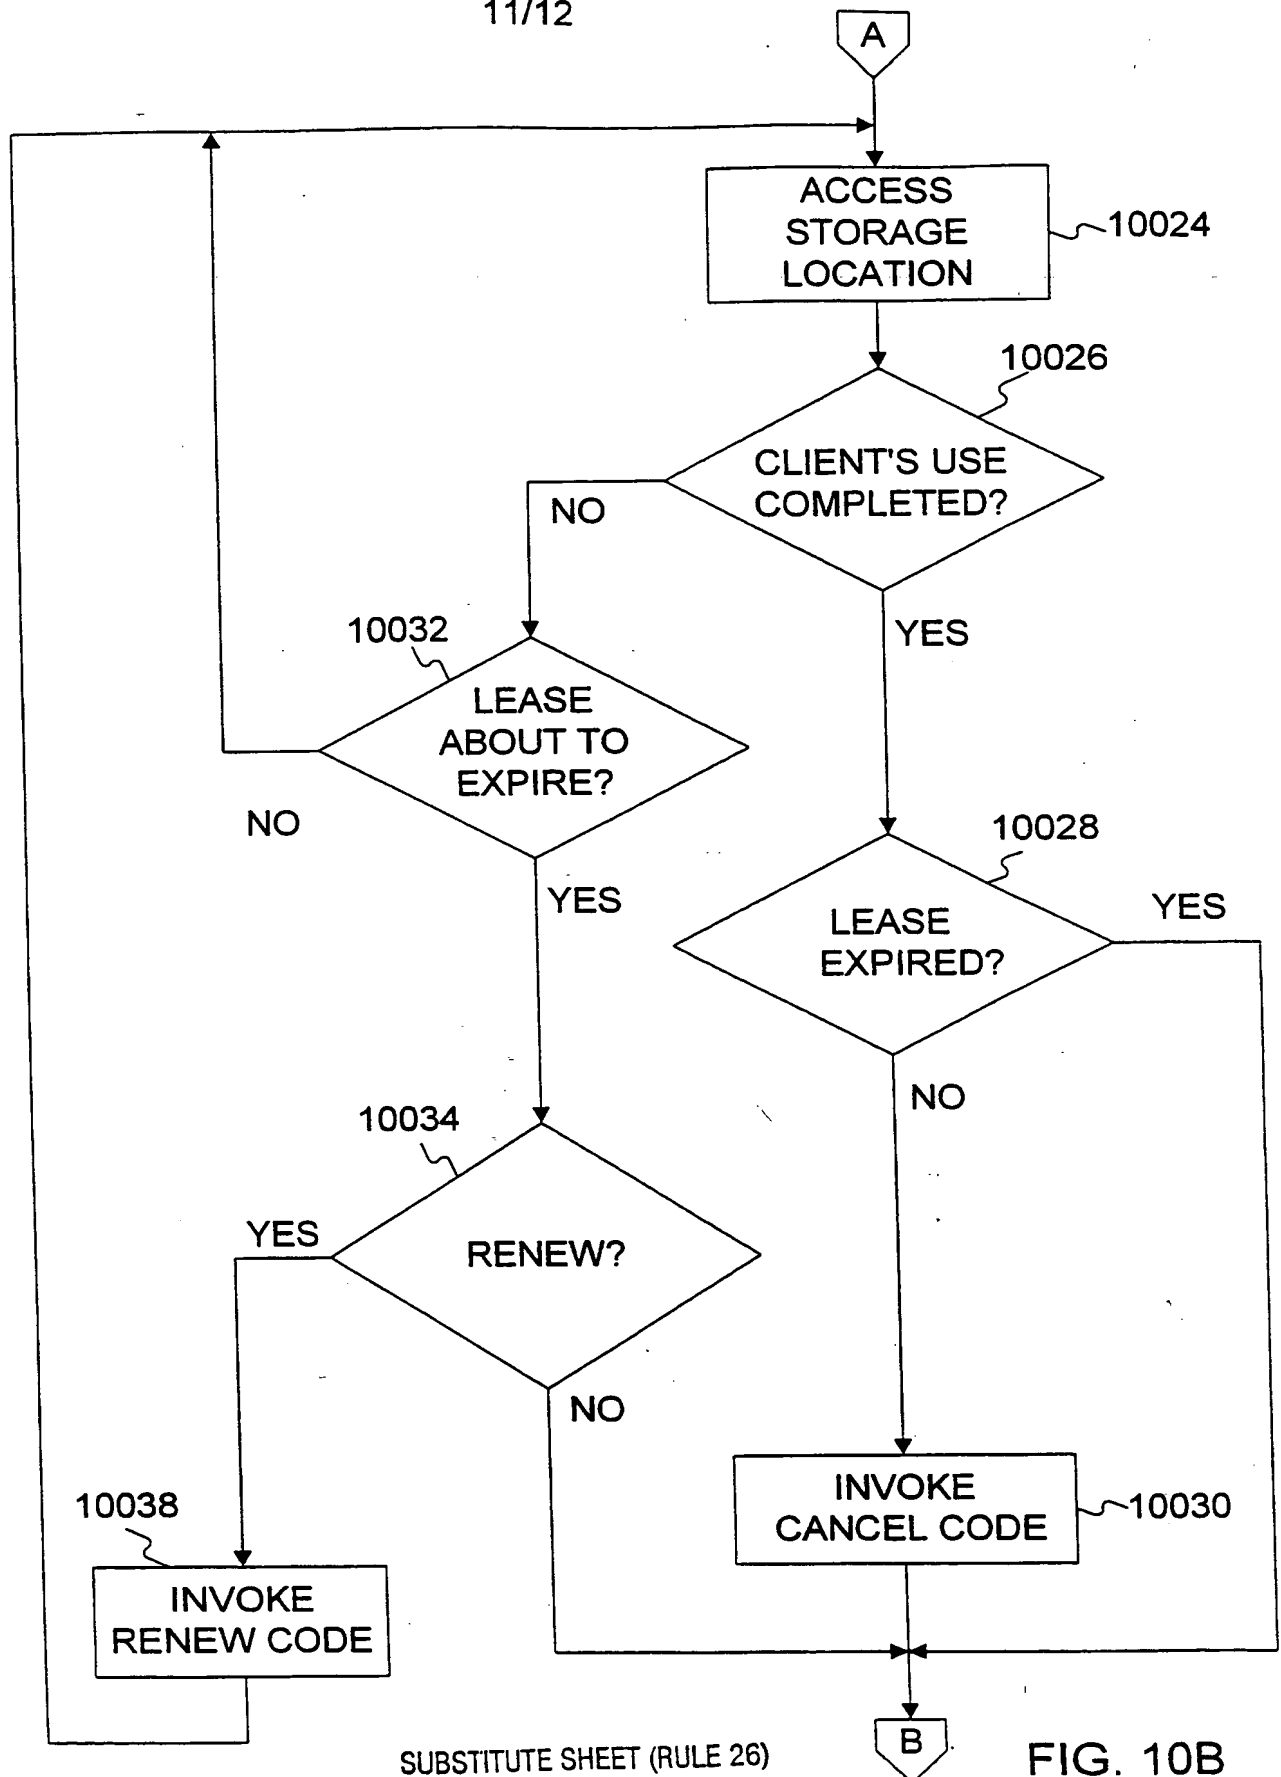 11/12
A
ACCESS
STORAGE
LOCATION
10024
10026
CLIENT'S USE
COMPLETED?
NO
YES
10032
LEASE
ABOUT TO
EXPIRE?
NO
YES
10028
LEASE
EXPIRED?
YES
NO
10034
RENEW?
YES
NO
10038
INVOKE
RENEW CODE
INVOKE
CANCEL CODE
10030
B
SUBSTITUTE SHEET (RULE 26)
FIG. 10B